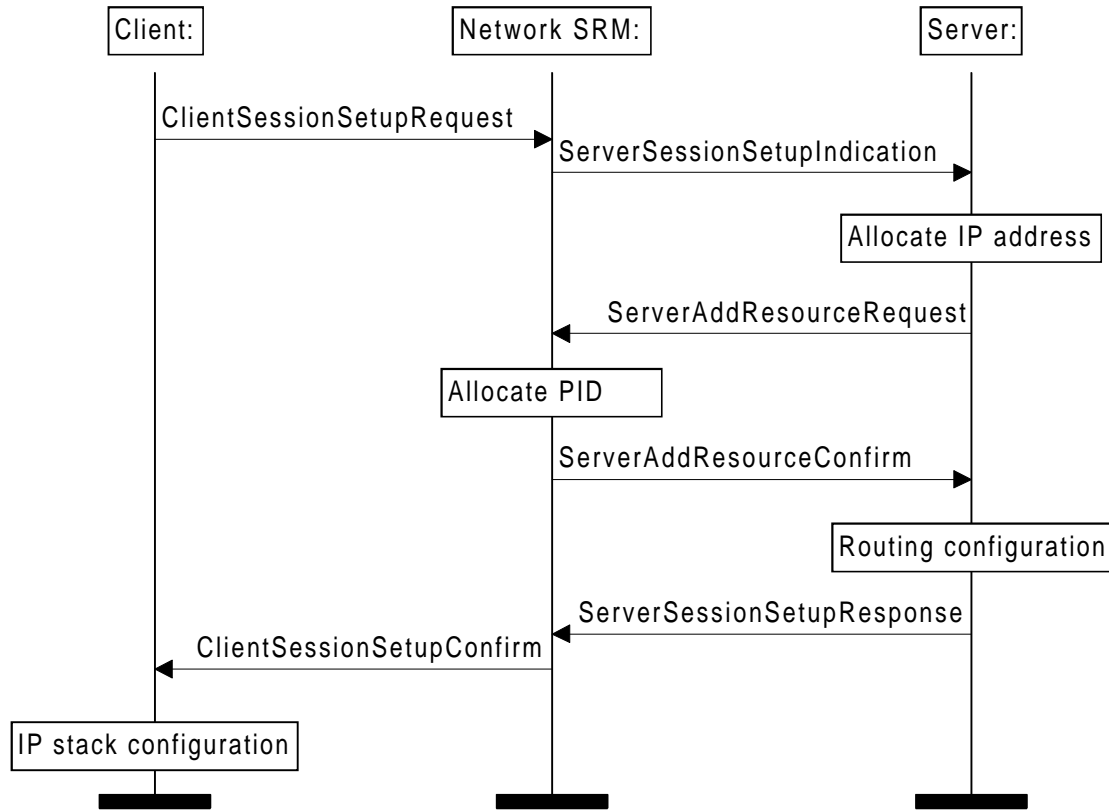 Client:
Network SRM:
Server:
ClientSessionSetupRequest
ServerSessionSetupIndication
Allocate IP address
ServerAddResourceRequest
Allocate PID
ServerAddResourceConfirm
Routing configuration
ServerSessionSetupResponse
ClientSessionSetupConfirm
IP stack configuration